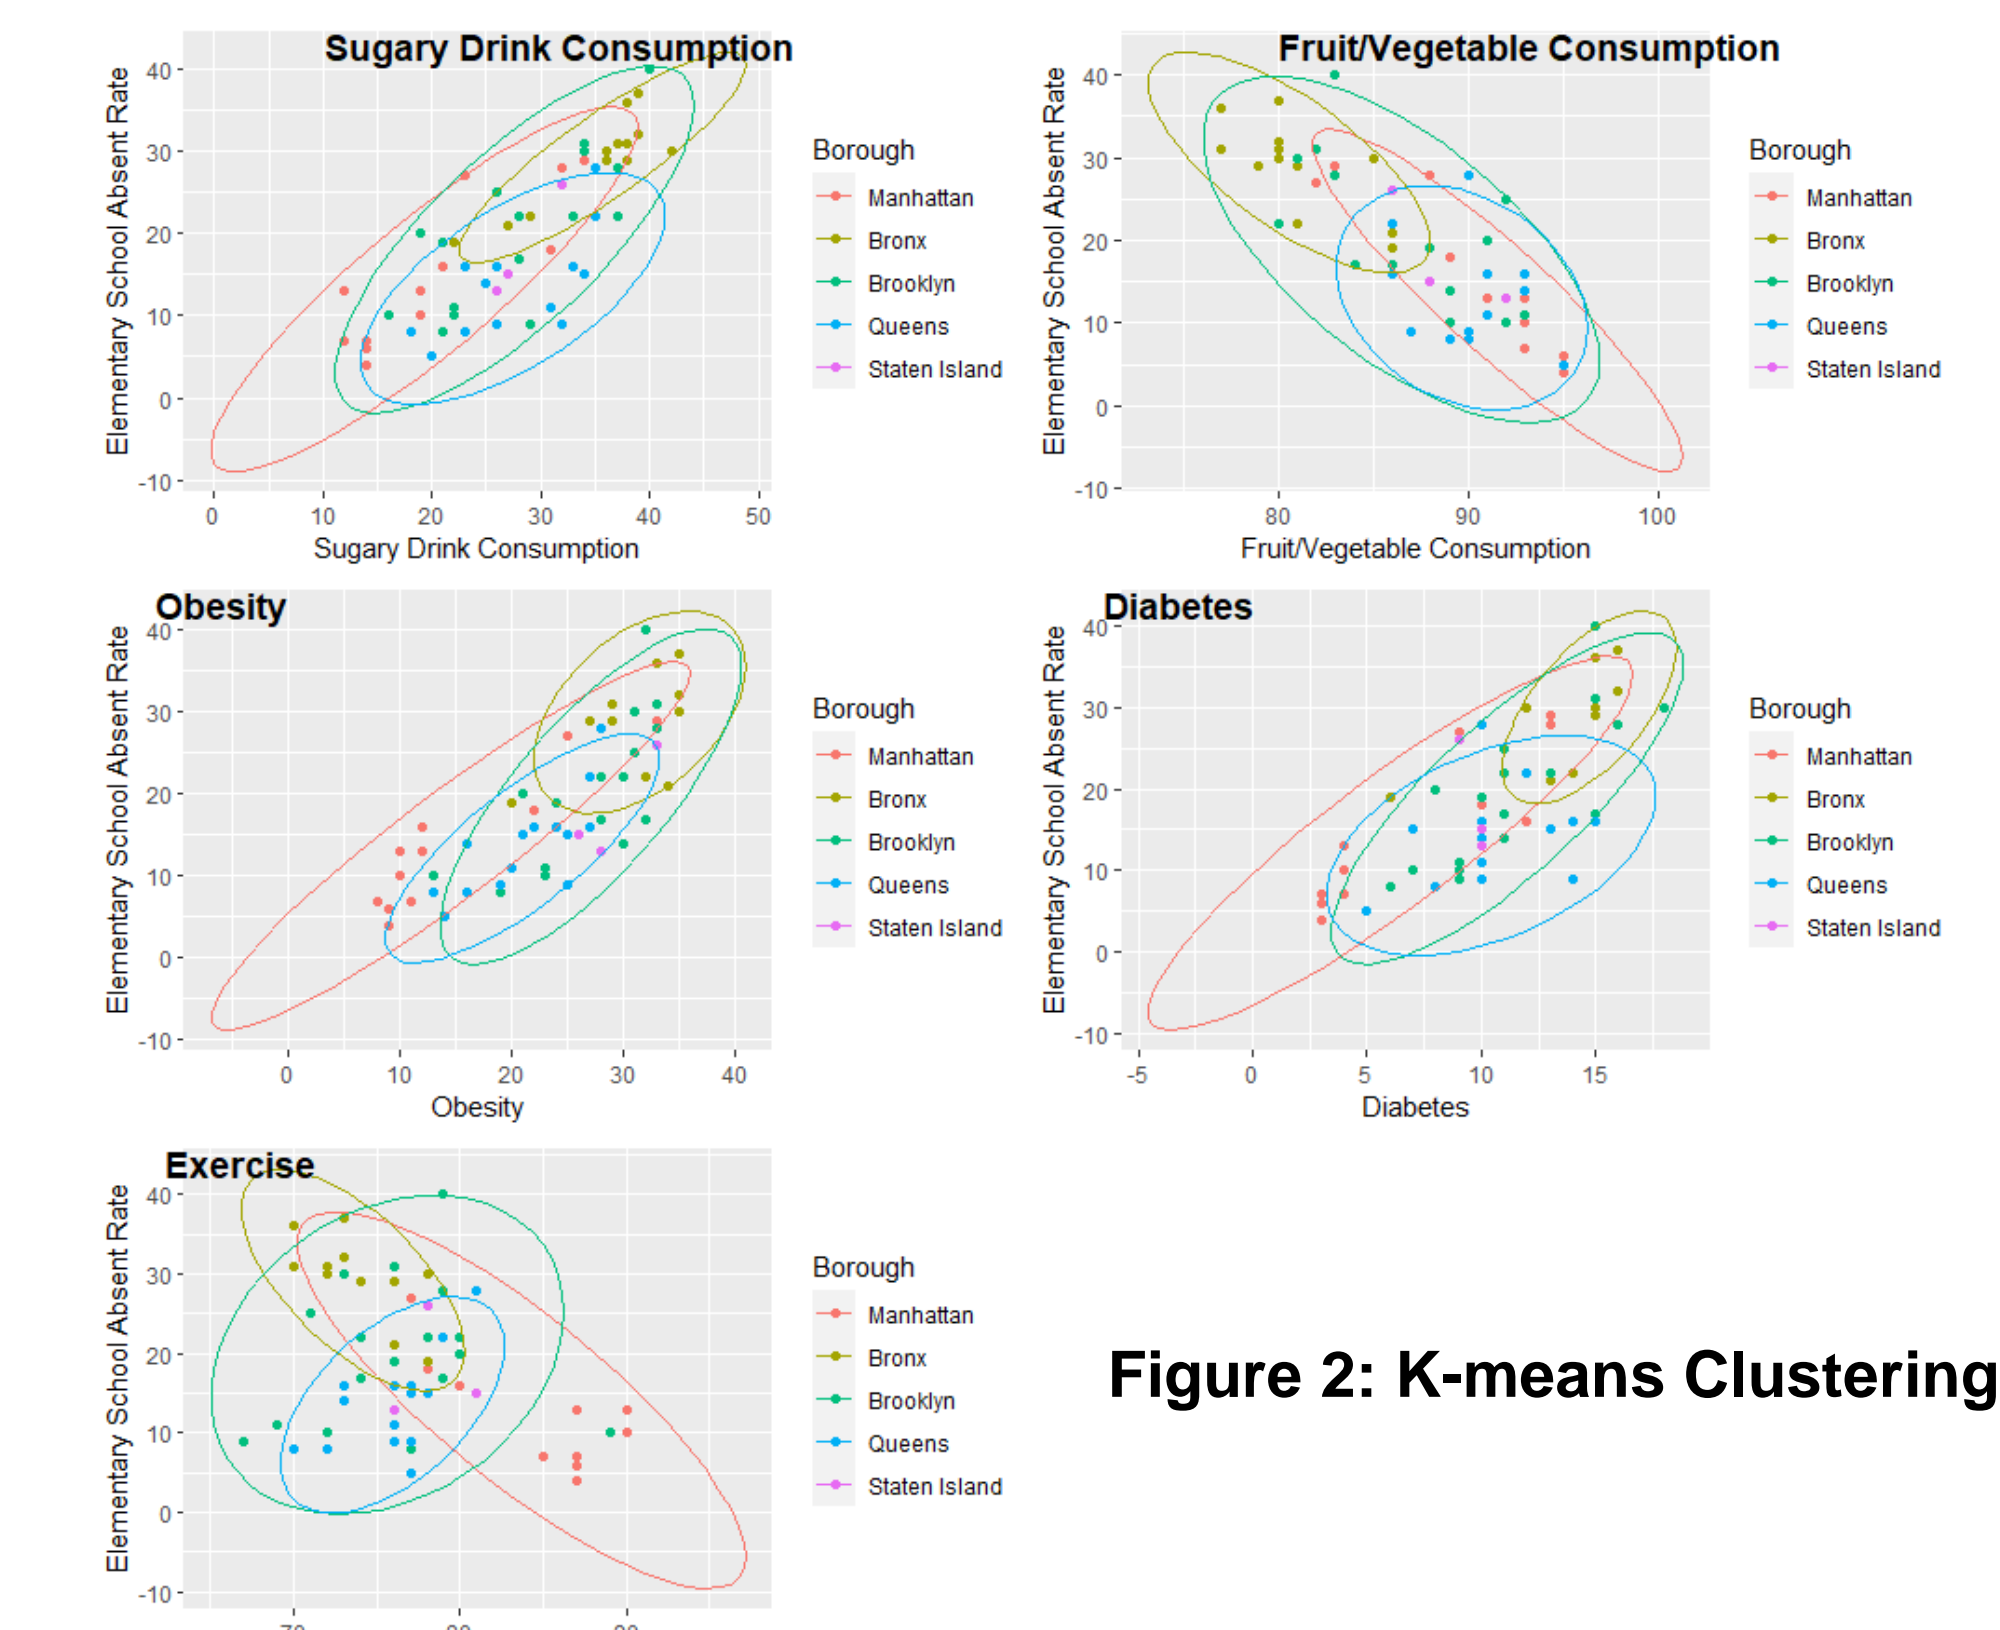 Sugary Drink Consumption
Elementary School Absent Rate
40
30
20
10
0
-10
0 10 20 30 40 50
Sugary Drink Consumption
Borough
Manhattan
Bronx
Brooklyn
Queens
Staten Island
Fruit/Vegetable Consumption
Elementary School Absent Rate
40
30
20
10
0
-10
80 90 100
Fruit/Vegetable Consumption
Borough
Manhattan
Bronx
Brooklyn
Queens
Staten Island
Obesity
Elementary School Absent Rate
40
30
20
10
0
-10
0 10 20 30 40
Obesity
Borough
Manhattan
Bronx
Brooklyn
Queens
Staten Island
Diabetes
Elementary School Absent Rate
40
30
20
10
0
-10
-5 0 5 10 15
Diabetes
Borough
Manhattan
Bronx
Brooklyn
Queens
Staten Island
Exercise
Elementary School Absent Rate
40
30
20
10
0
-10
Borough
Manhattan
Bronx
Brooklyn
Queens
Staten Island
Figure 2: K-means Clustering